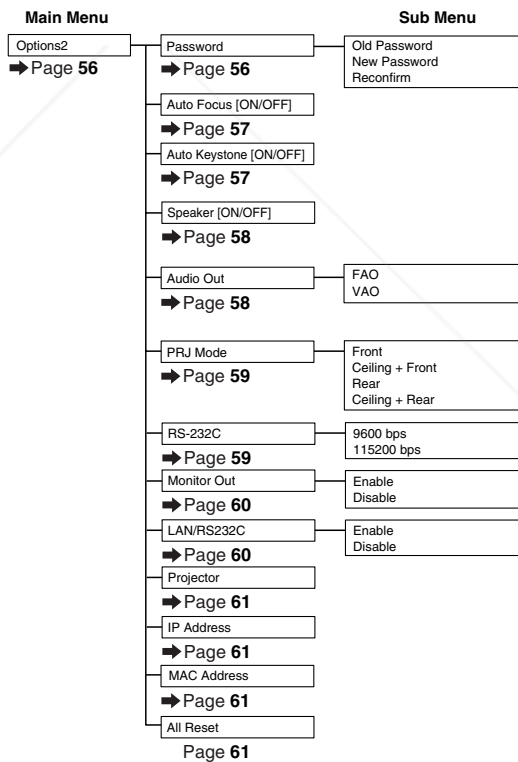 Main Menu
Sub Menu
Options2
➡Page 56
Password
➡Page 56
Old Password
New Password
Reconfirm
Auto Focus [ON/OFF]
➡Page 57
Auto Keystone [ON/OFF]
➡Page 57
Speaker [ON/OFF]
➡Page 58
Audio Out
➡Page 58
FAO
VAO
PRJ Mode
➡Page 59
Front
Ceiling + Front
Rear
Ceiling + Rear
RS-232C
➡Page 59
9600 bps
115200 bps
Monitor Out
➡Page 60
Enable
Disable
LAN/RS232C
➡Page 60
Enable
Disable
Projector
➡Page 61
IP Address
➡Page 61
MAC Address
➡Page 61
All Reset
Page 61